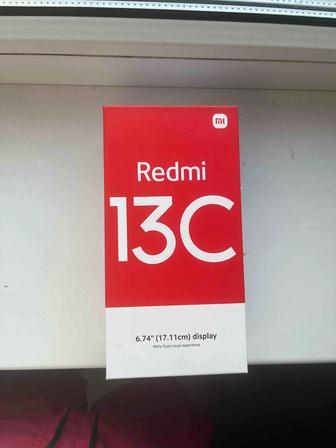 mi
Redmi
13C
6.74" (17.11cm) display
90Hz fluid visual experience